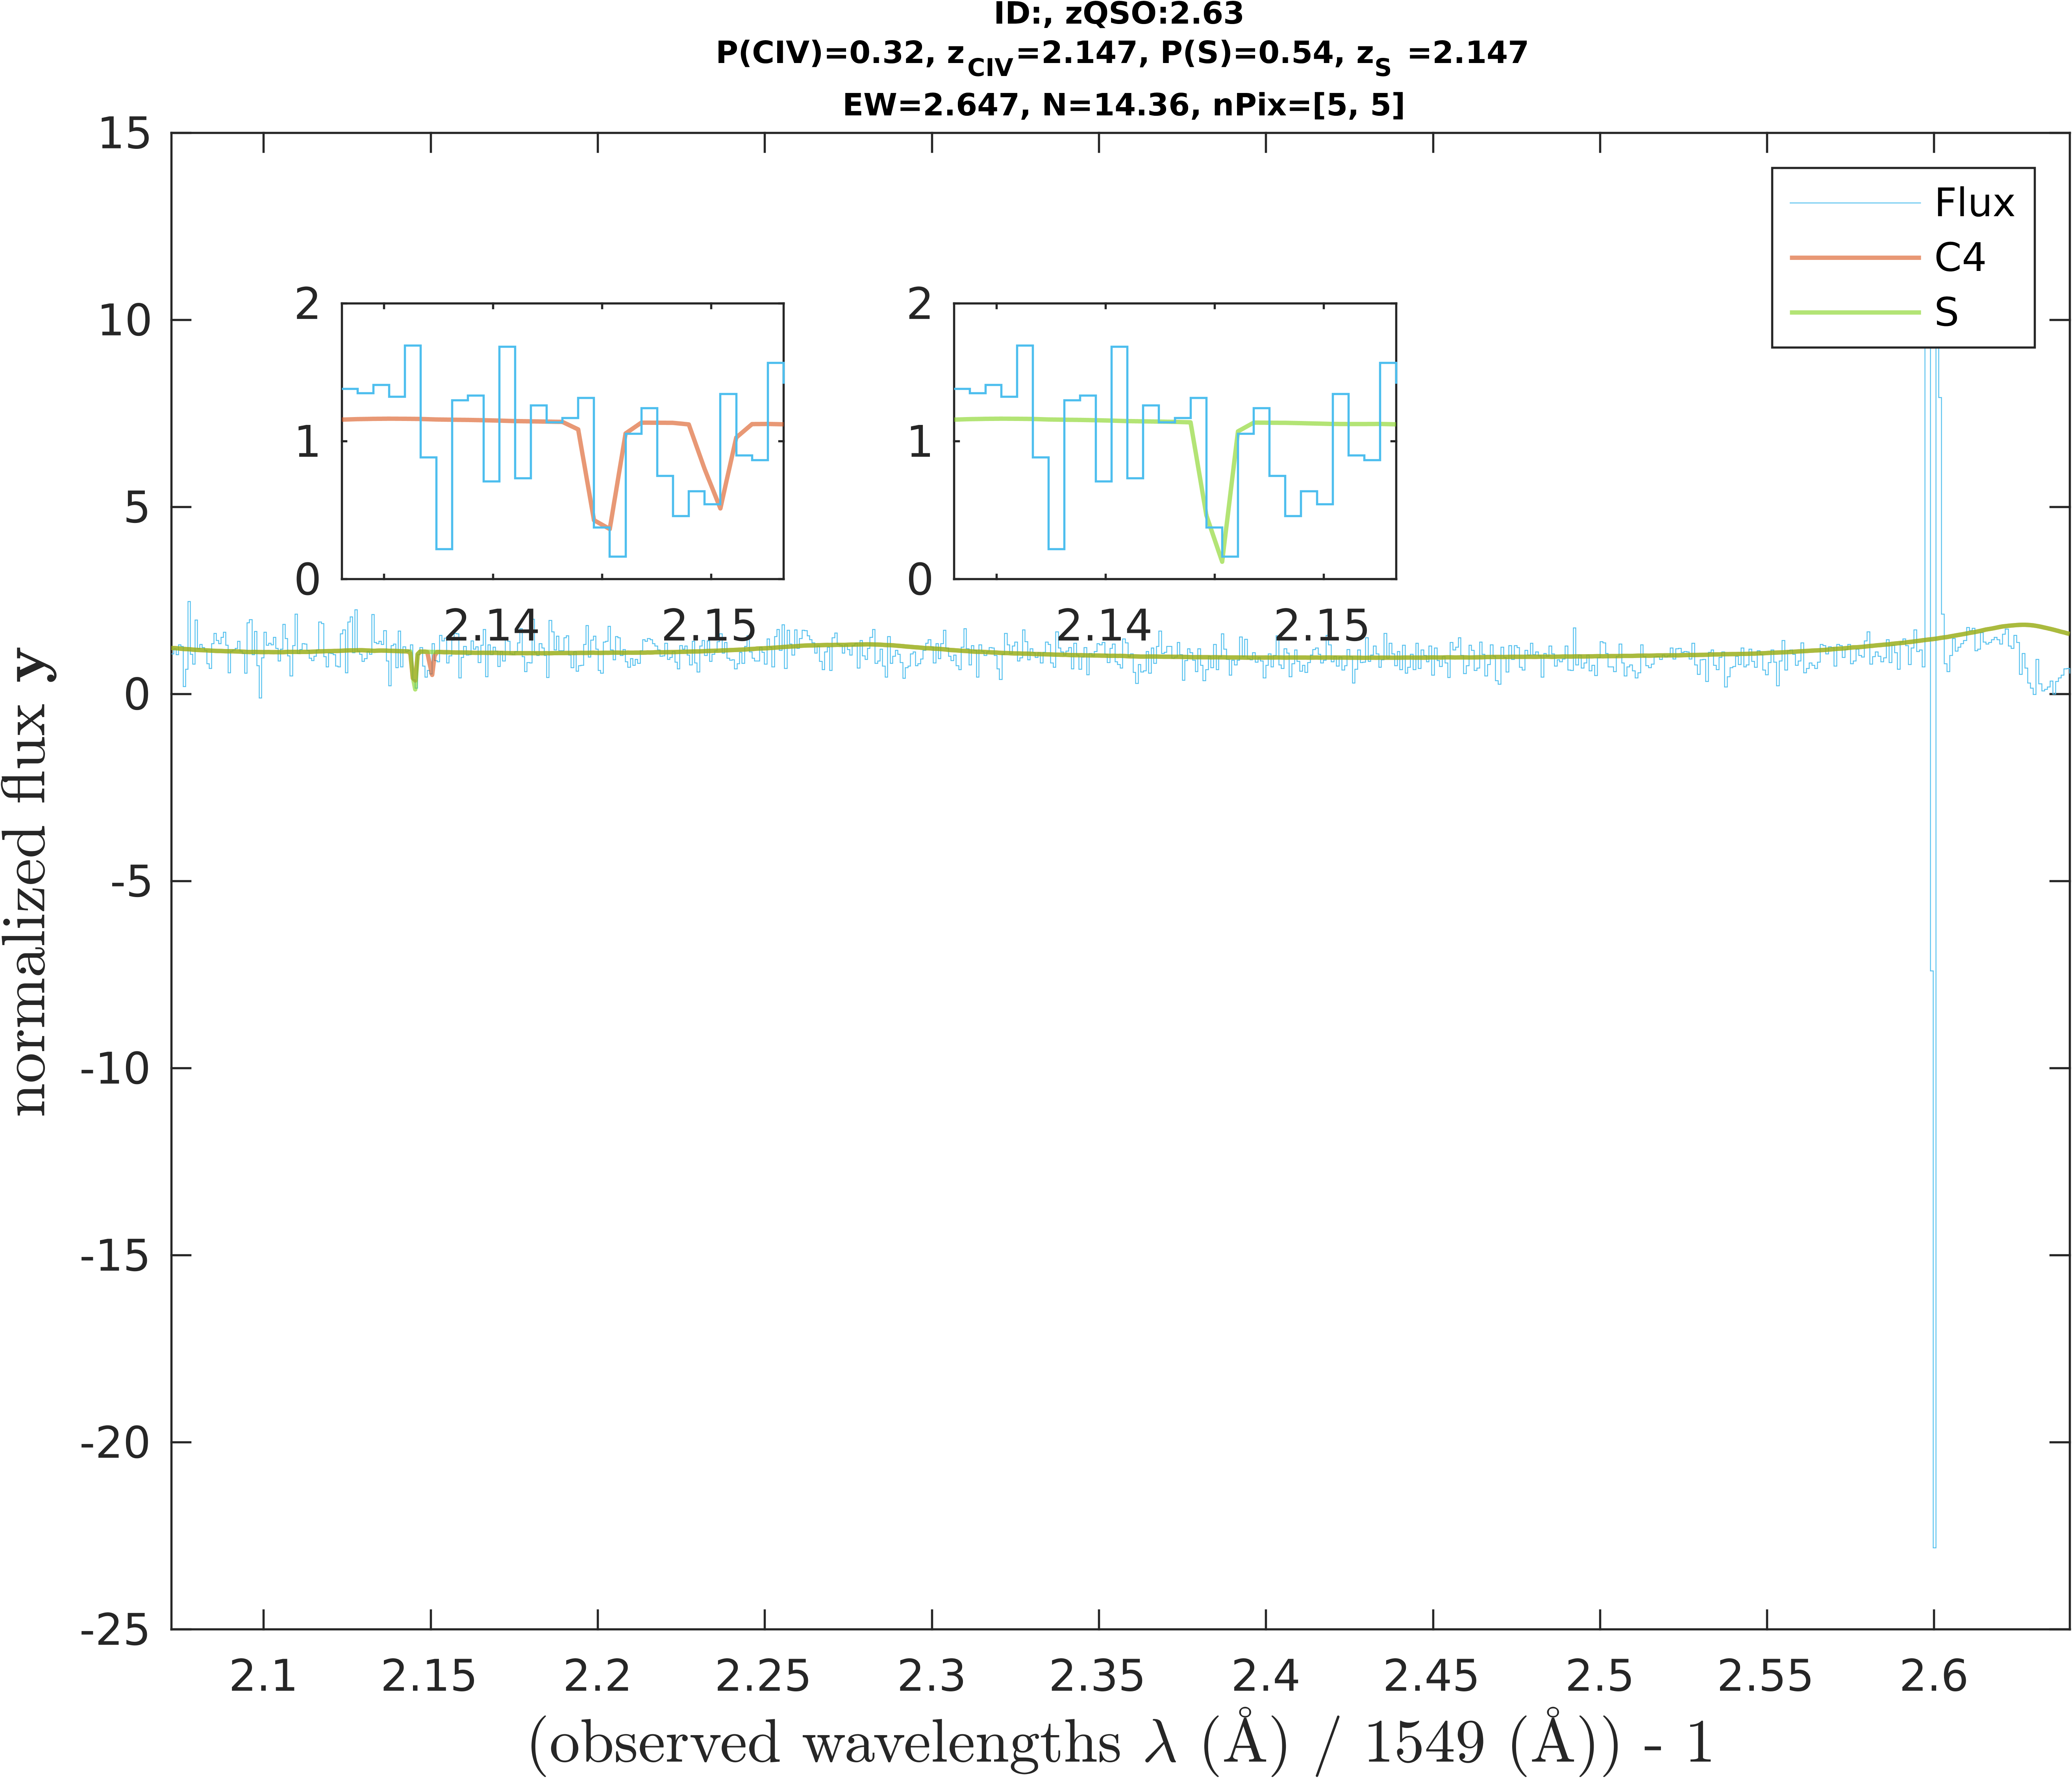 ID:, zQSO:2.63
P(CIV)=0.32, z_CIV=2.147, P(S)=0.54, z_S =2.147
EW=2.647, N=14.36, nPix=[5, 5]
15
10
5
0
-5
-10
-15
-20
-25
normalized flux y
Flux
C4
S
2
1
0
2.14 2.15
2
1
0
2.14 2.15
2.1 2.15 2.2 2.25 2.3 2.35 2.4 2.45 2.5 2.55 2.6
(observed wavelengths λ (Å) / 1549 (Å)) - 1